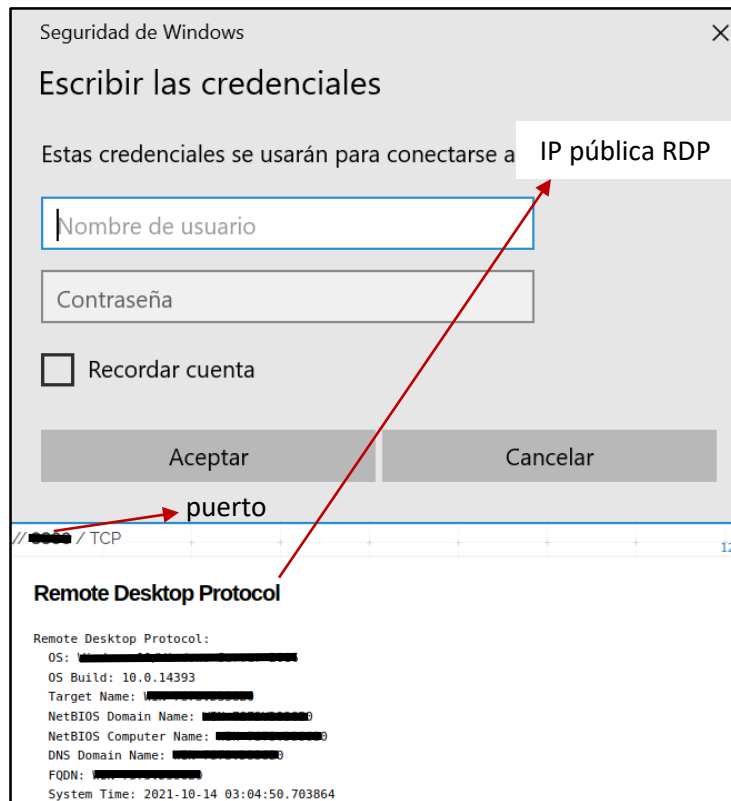 Seguridad de Windows
Escribir las credenciales
Estas credenciales se usarán para conectarse a
IP pública RDP
Nombre de usuario
Contraseña
Recordar cuenta
Aceptar
Cancelar
puerto
// / TCP
12
Remote Desktop Protocol
Remote Desktop Protocol:
OS:
OS Build: 10.0.14393
Target Name:
NetBIOS Domain Name:
NetBIOS Computer Name:
DNS Domain Name:
FQDN:
System Time: 2021-10-14 03:04:50.703864